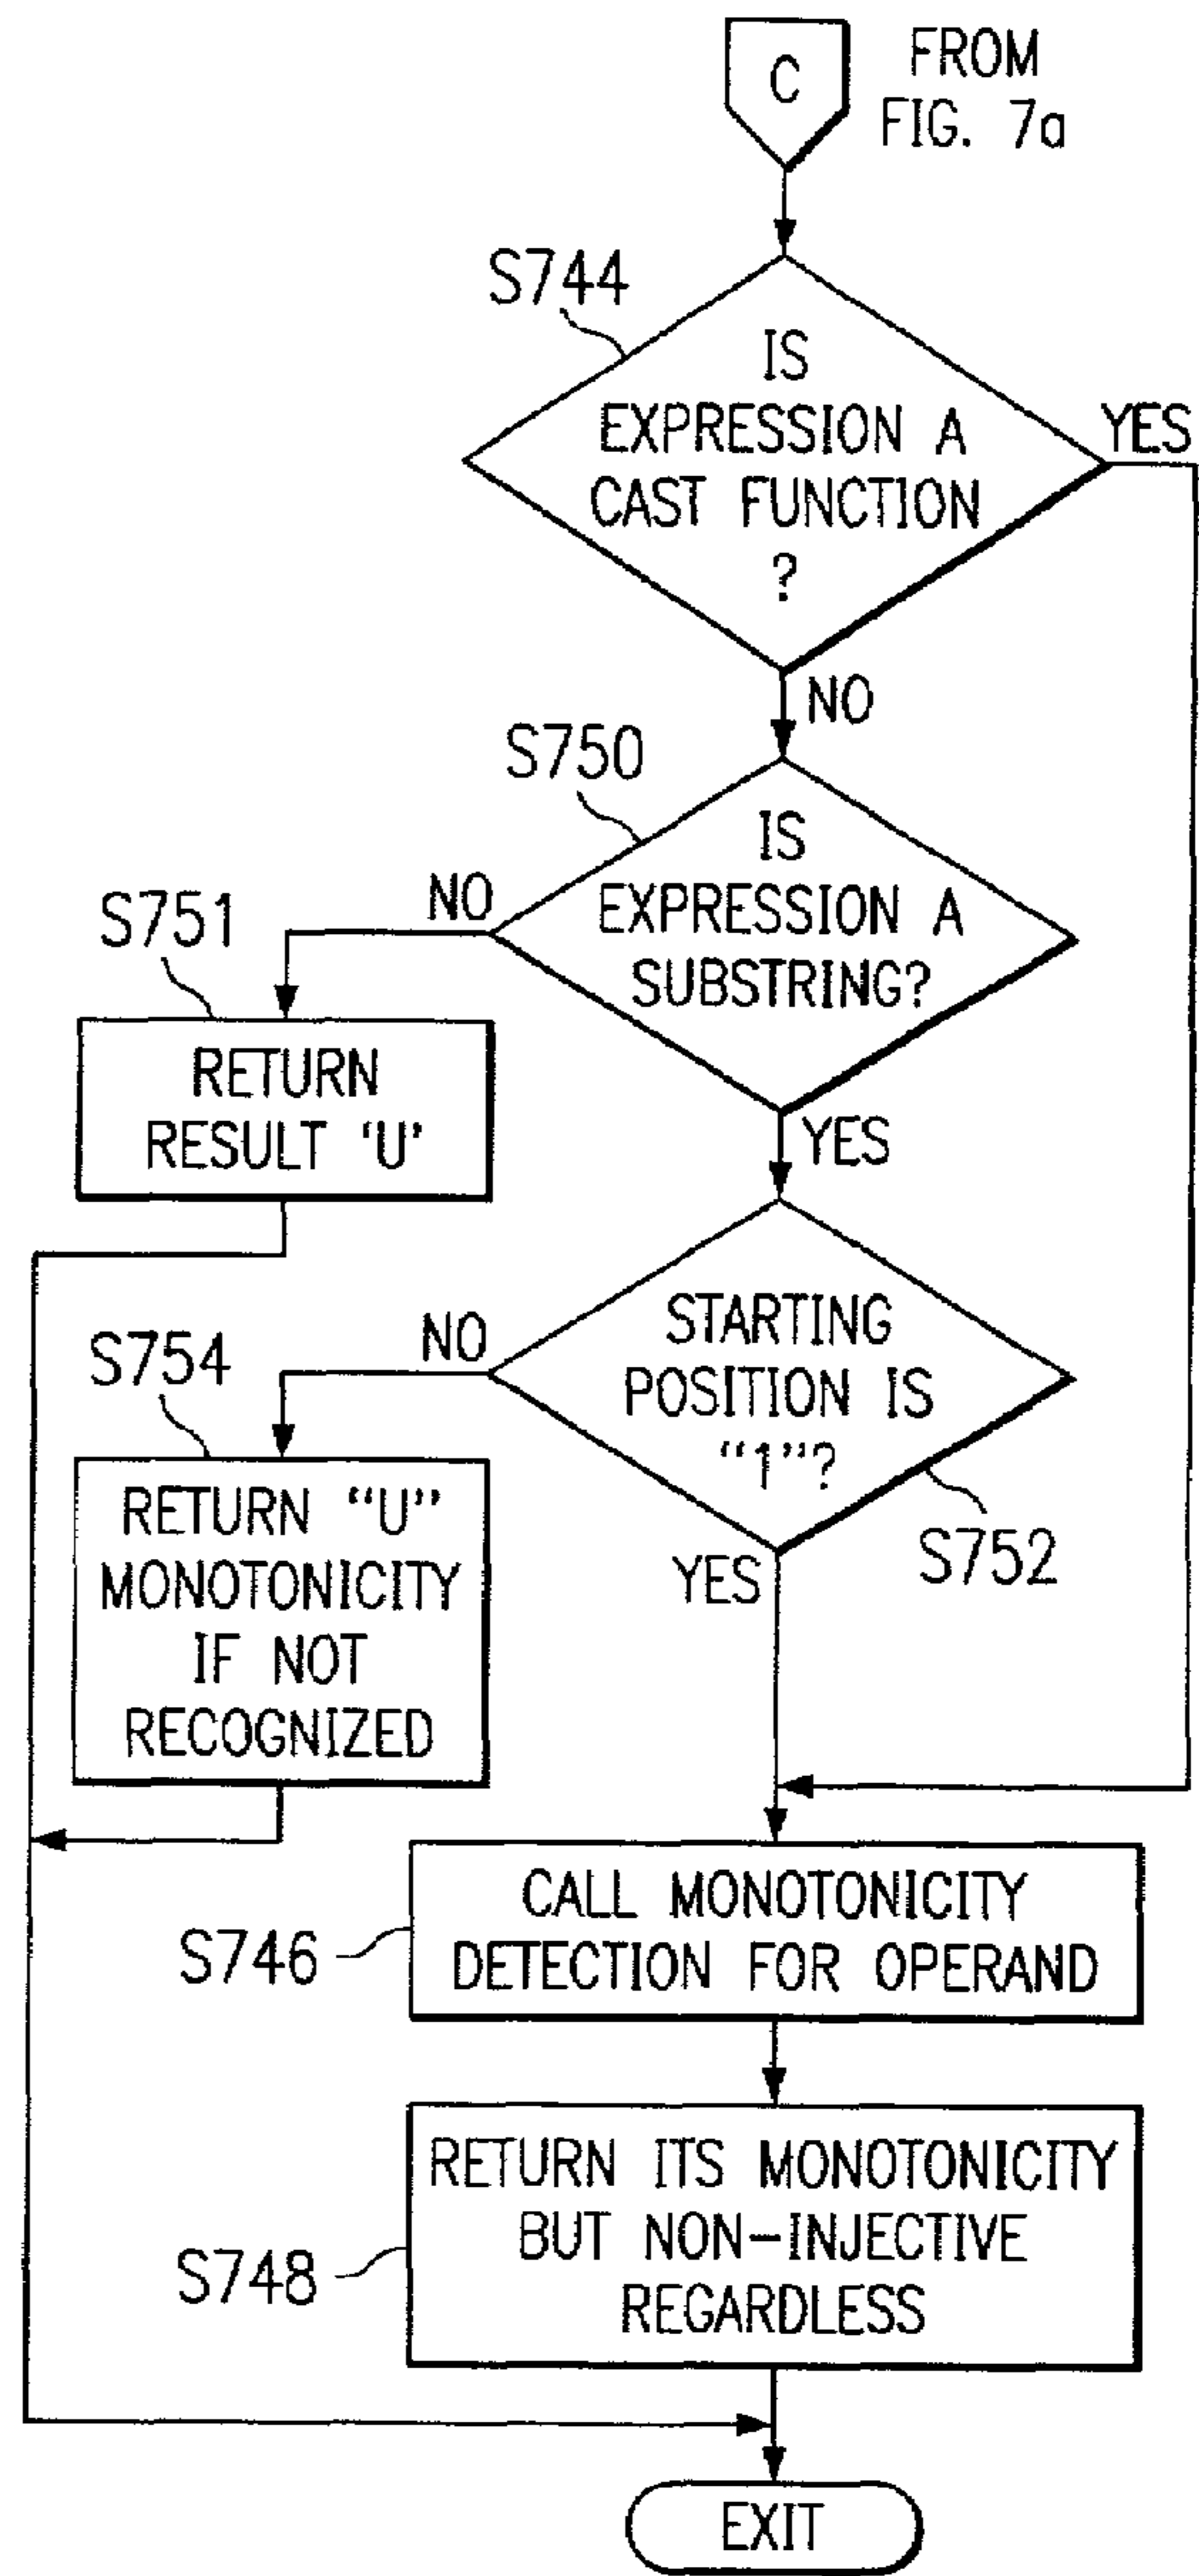 C
FROM
FIG. 7a
S744
IS
EXPRESSION A
CAST FUNCTION
?
YES
NO
S750
IS
EXPRESSION A
SUBSTRING?
NO
S751
RETURN
RESULT 'U'
YES
STARTING
POSITION IS
"1"?
NO
S754
RETURN "U"
MONOTONICITY
IF NOT
RECOGNIZED
S752
YES
CALL MONOTONICITY
DETECTION FOR OPERAND
S746
RETURN ITS MONOTONICITY
BUT NON-INJECTIVE
REGARDLESS
S748
EXIT